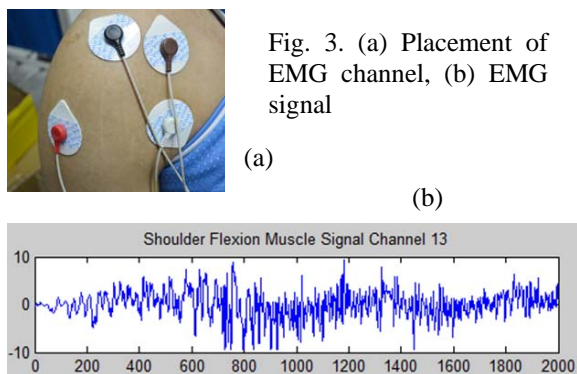 Fig. 3. (a) Placement of
EMG channel, (b) EMG
signal
(a)
(b)
Shoulder Flexion Muscle Signal Channel 13
10
0
-10
0 200 400 600 800 1000 1200 1400 1600 1800 2000